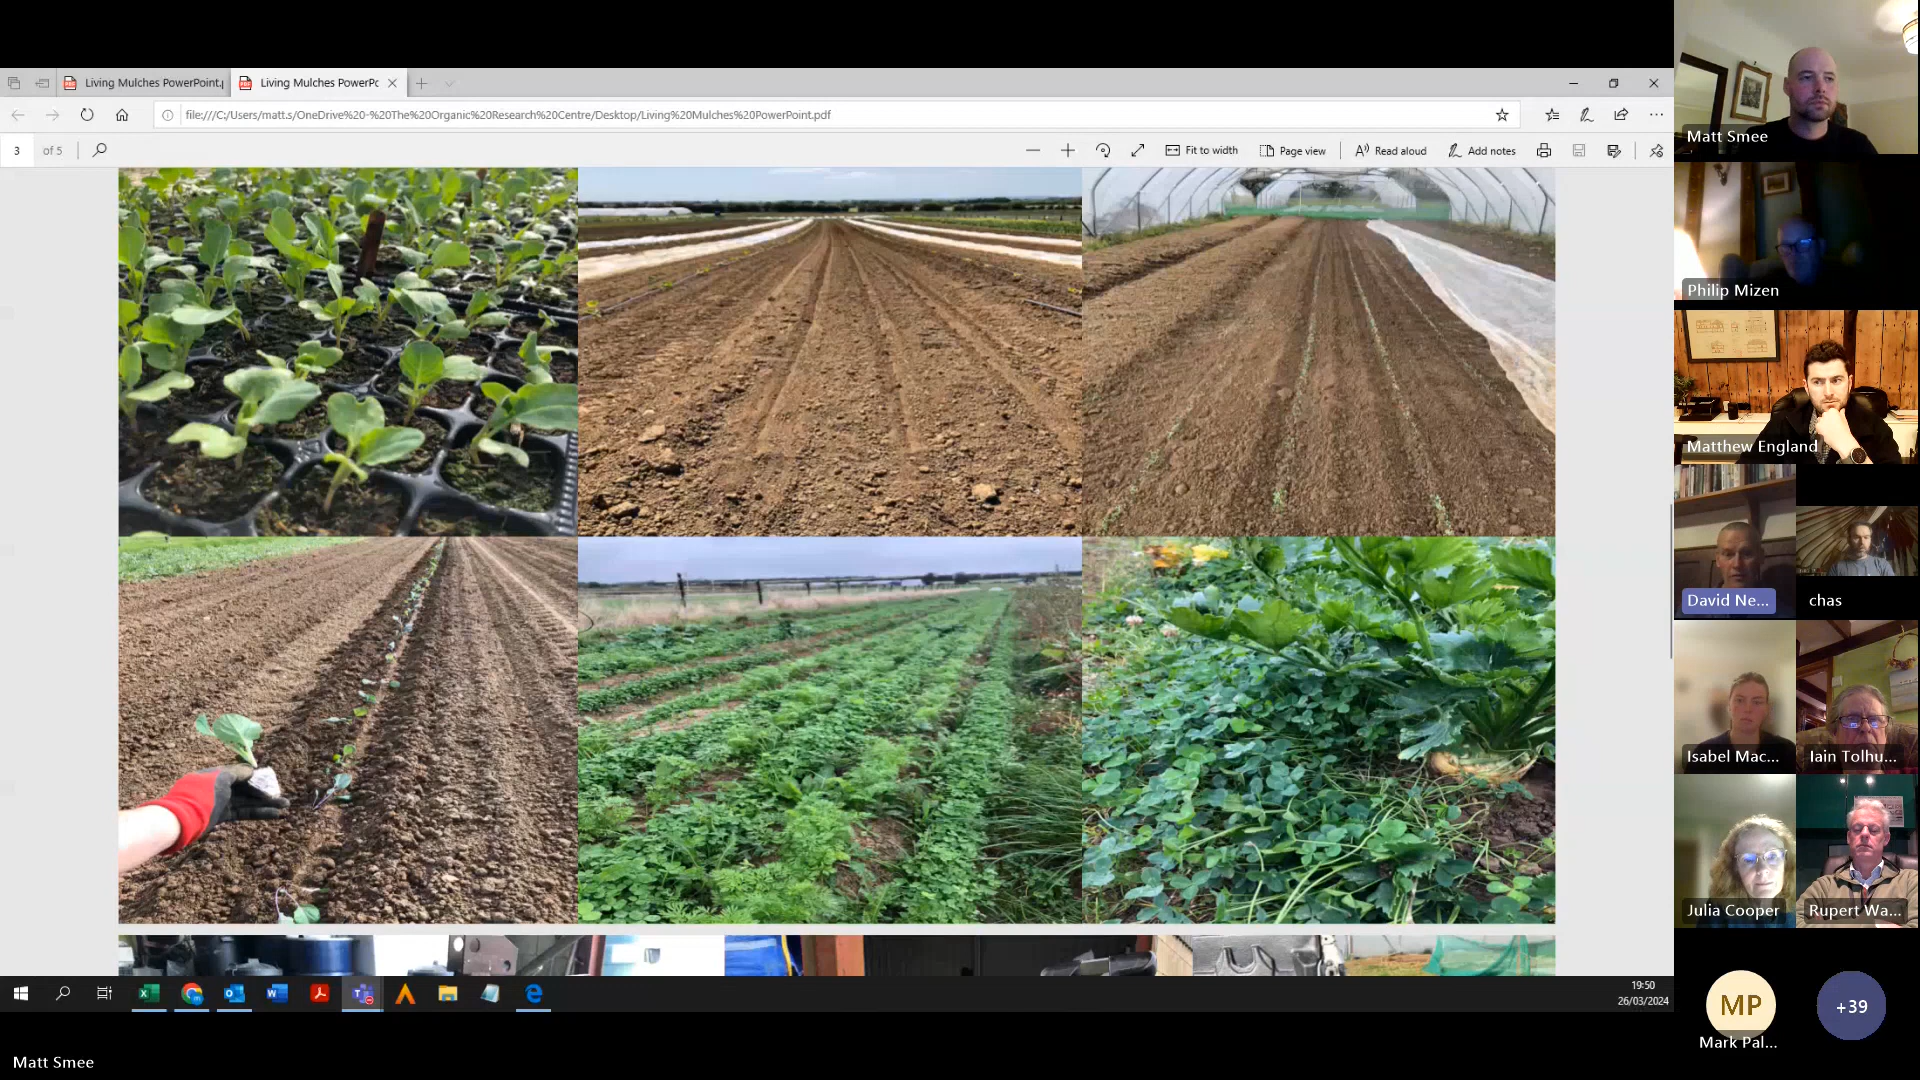 Living Mulches PowerPoint.p
Living Mulches PowerPo
file:///C:/Users/matt.s/OneDrive%20-%20The%20Organic%20Research%20Centre/Desktop/Living%20Mulches%20PowerPoint.pdf
3 of 5
Fit to width
Page view
Read aloud
Add notes
19:50
26/03/2024
Matt Smee
Matt Smee
Philip Mizen
Matthew England
David Ne...
chas
Isabel Mac...
Iain Tolhu...
Julia Cooper
Rupert Wa...
MP
Mark Pal...
+39